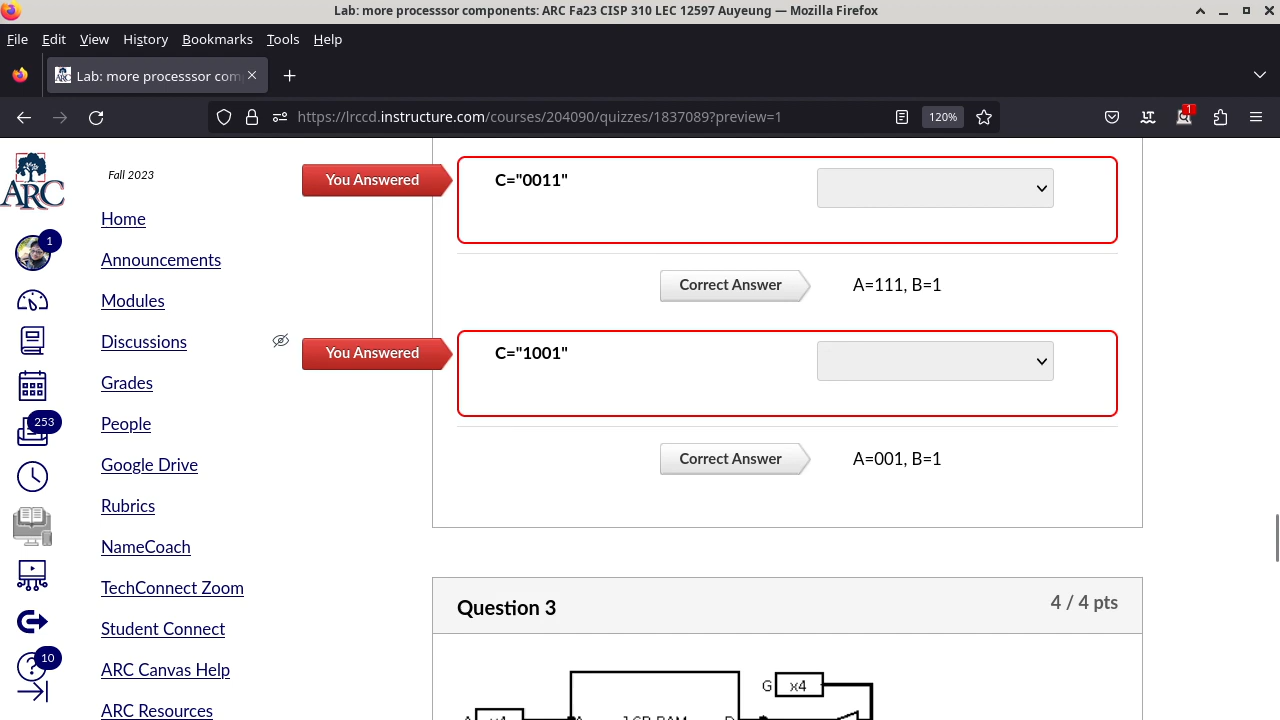 Lab: more processsor components: ARC Fa23 CISP 310 LEC 12597 Auyeung — Mozilla Firefox
File Edit View History Bookmarks Tools Help
Lab: more processsor com
https://lrccd.instructure.com/courses/204090/quizzes/1837089?preview=1
120%
1
ARC
Fall 2023
Home
Announcements
Modules
Discussions
Grades
People
Google Drive
Rubrics
NameCoach
TechConnect Zoom
Student Connect
ARC Canvas Help
ARC Resources
1
253
10
You Answered
C="0011"
Correct Answer
A=111, B=1
You Answered
C="1001"
Correct Answer
A=001, B=1
Question 3
4 / 4 pts
G x4